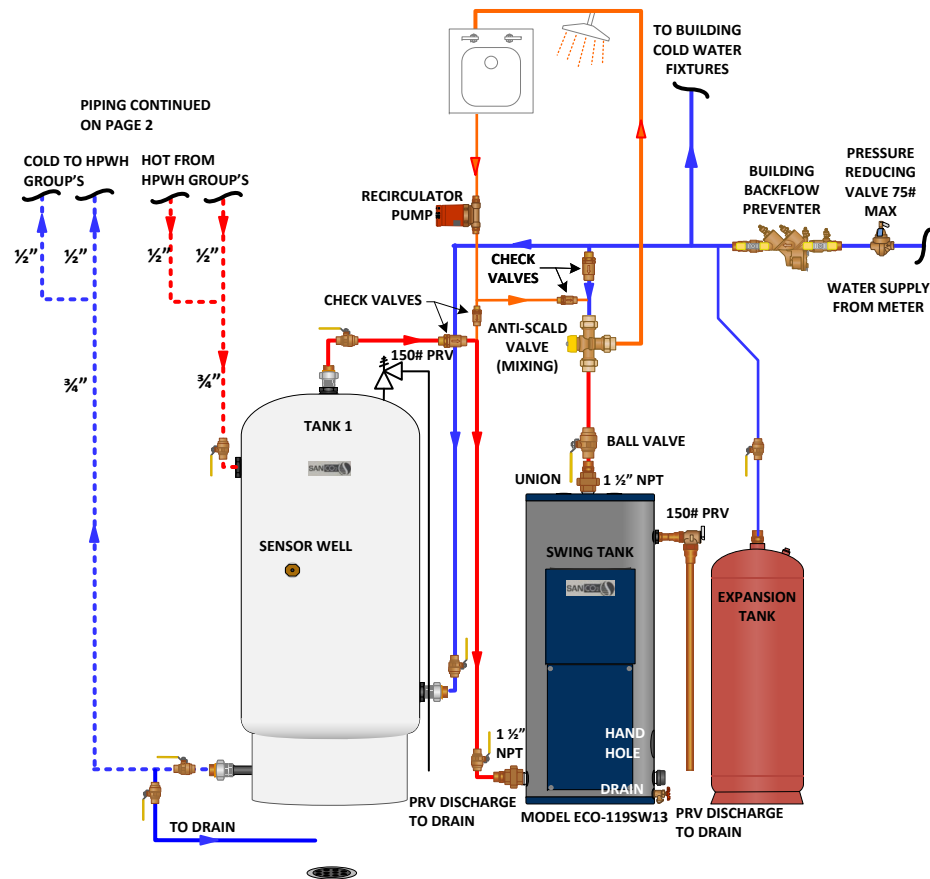 TO BUILDING
COLD WATER
FIXTURES
PIPING CONTINUED
ON PAGE 2
COLD TO HPWH
GROUP'S
HOT FROM
HPWH GROUP'S
RECIRCULATOR
PUMP
BUILDING
BACKFLOW
PREVENTER
PRESSURE
REDUCING
VALVE 75#
MAX
½”
½”
½”
½”
CHECK
VALVES
WATER SUPPLY
FROM METER
CHECK VALVES
ANTI-SCALD
VALVE
(MIXING)
150# PRV
¾”
¾”
TANK 1
SANCO2
BALL VALVE
UNION
1 ½” NPT
150# PRV
SENSOR WELL
SWING TANK
SANCO2
EXPANSION
TANK
1 ½”
NPT
HAND
HOLE
DRAIN
PRV DISCHARGE
TO DRAIN
MODEL ECO-119SW13
PRV DISCHARGE
TO DRAIN
TO DRAIN